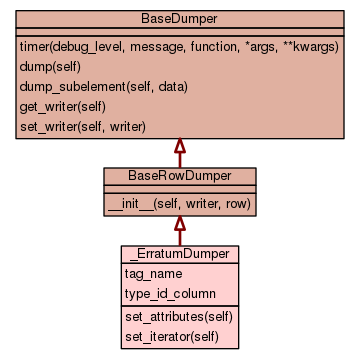 BaseDumper
timer(debug_level, message, function, *args, **kwargs)
dump(self)
dump_subelement(self, data)
get_writer(self)
set_writer(self, writer)
BaseRowDumper
__init__(self, writer, row)
_ErratumDumper
tag_name
type_id_column
set_attributes(self)
set_iterator(self)